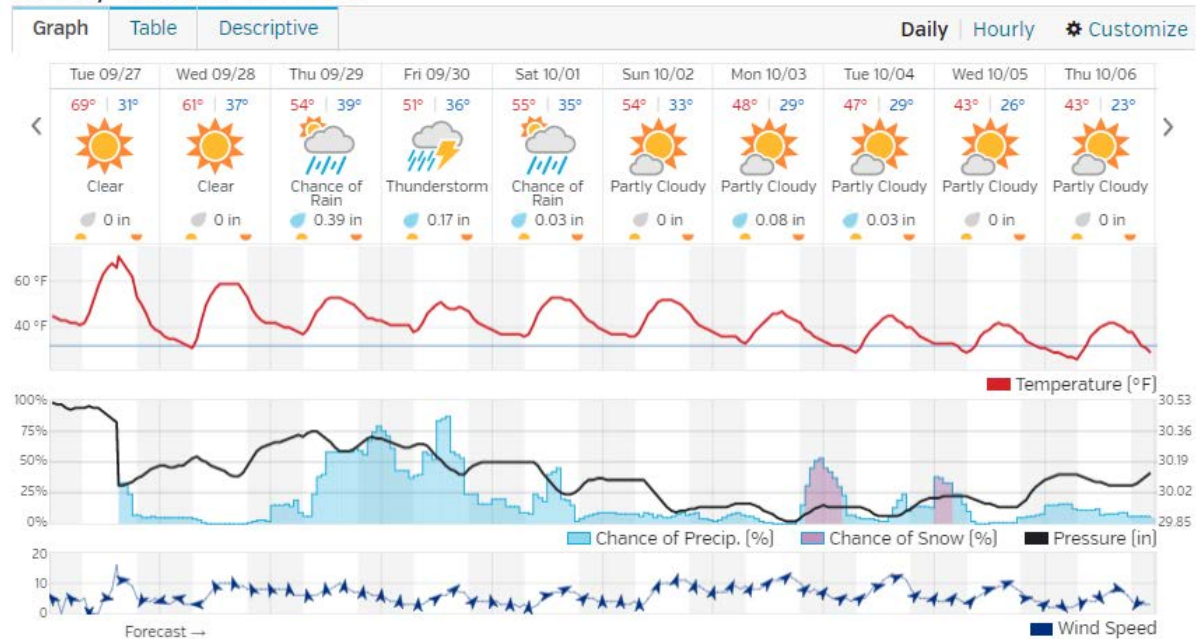 Graph Table Descriptive Daily Hourly Customize
Tue 09/27 Wed 09/28 Thu 09/29 Fri 09/30 Sat 10/01 Sun 10/02 Mon 10/03 Tue 10/04 Wed 10/05 Thu 10/06
69° 31° 61° 37° 54° 39° 51° 36° 55° 35° 54° 33° 48° 29° 47° 29° 43° 26° 43° 23°
Clear Clear Chance of Thunderstorm Chance of Partly Cloudy Partly Cloudy Partly Cloudy Partly Cloudy Partly Cloudy
Rain Rain
0 in 0 in 0.39 in 0.17 in 0.03 in 0 in 0.08 in 0.03 in 0 in 0 in
60 °F
40 °F
Temperature (°F)
100% 30.53
75% 30.36
50% 30.19
25% 30.02
0% 29.85
Chance of Precip. (%) Chance of Snow (%) Pressure (in)
20
10
0
Forecast → Wind Speed